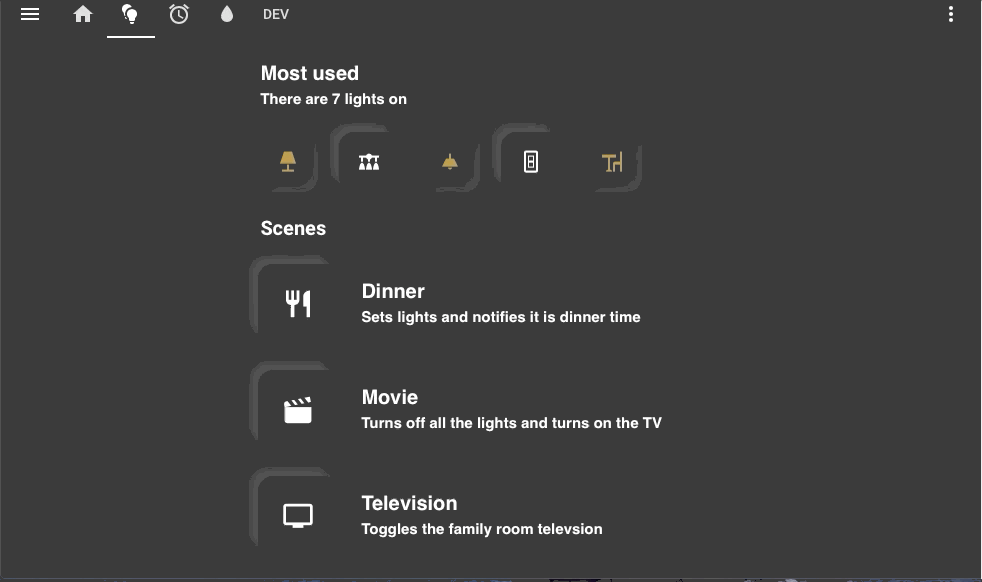 DEV
Most used
There are 7 lights on
Scenes
Dinner
Sets lights and notifies it is dinner time
Movie
Turns off all the lights and turns on the TV
Television
Toggles the family room televsion